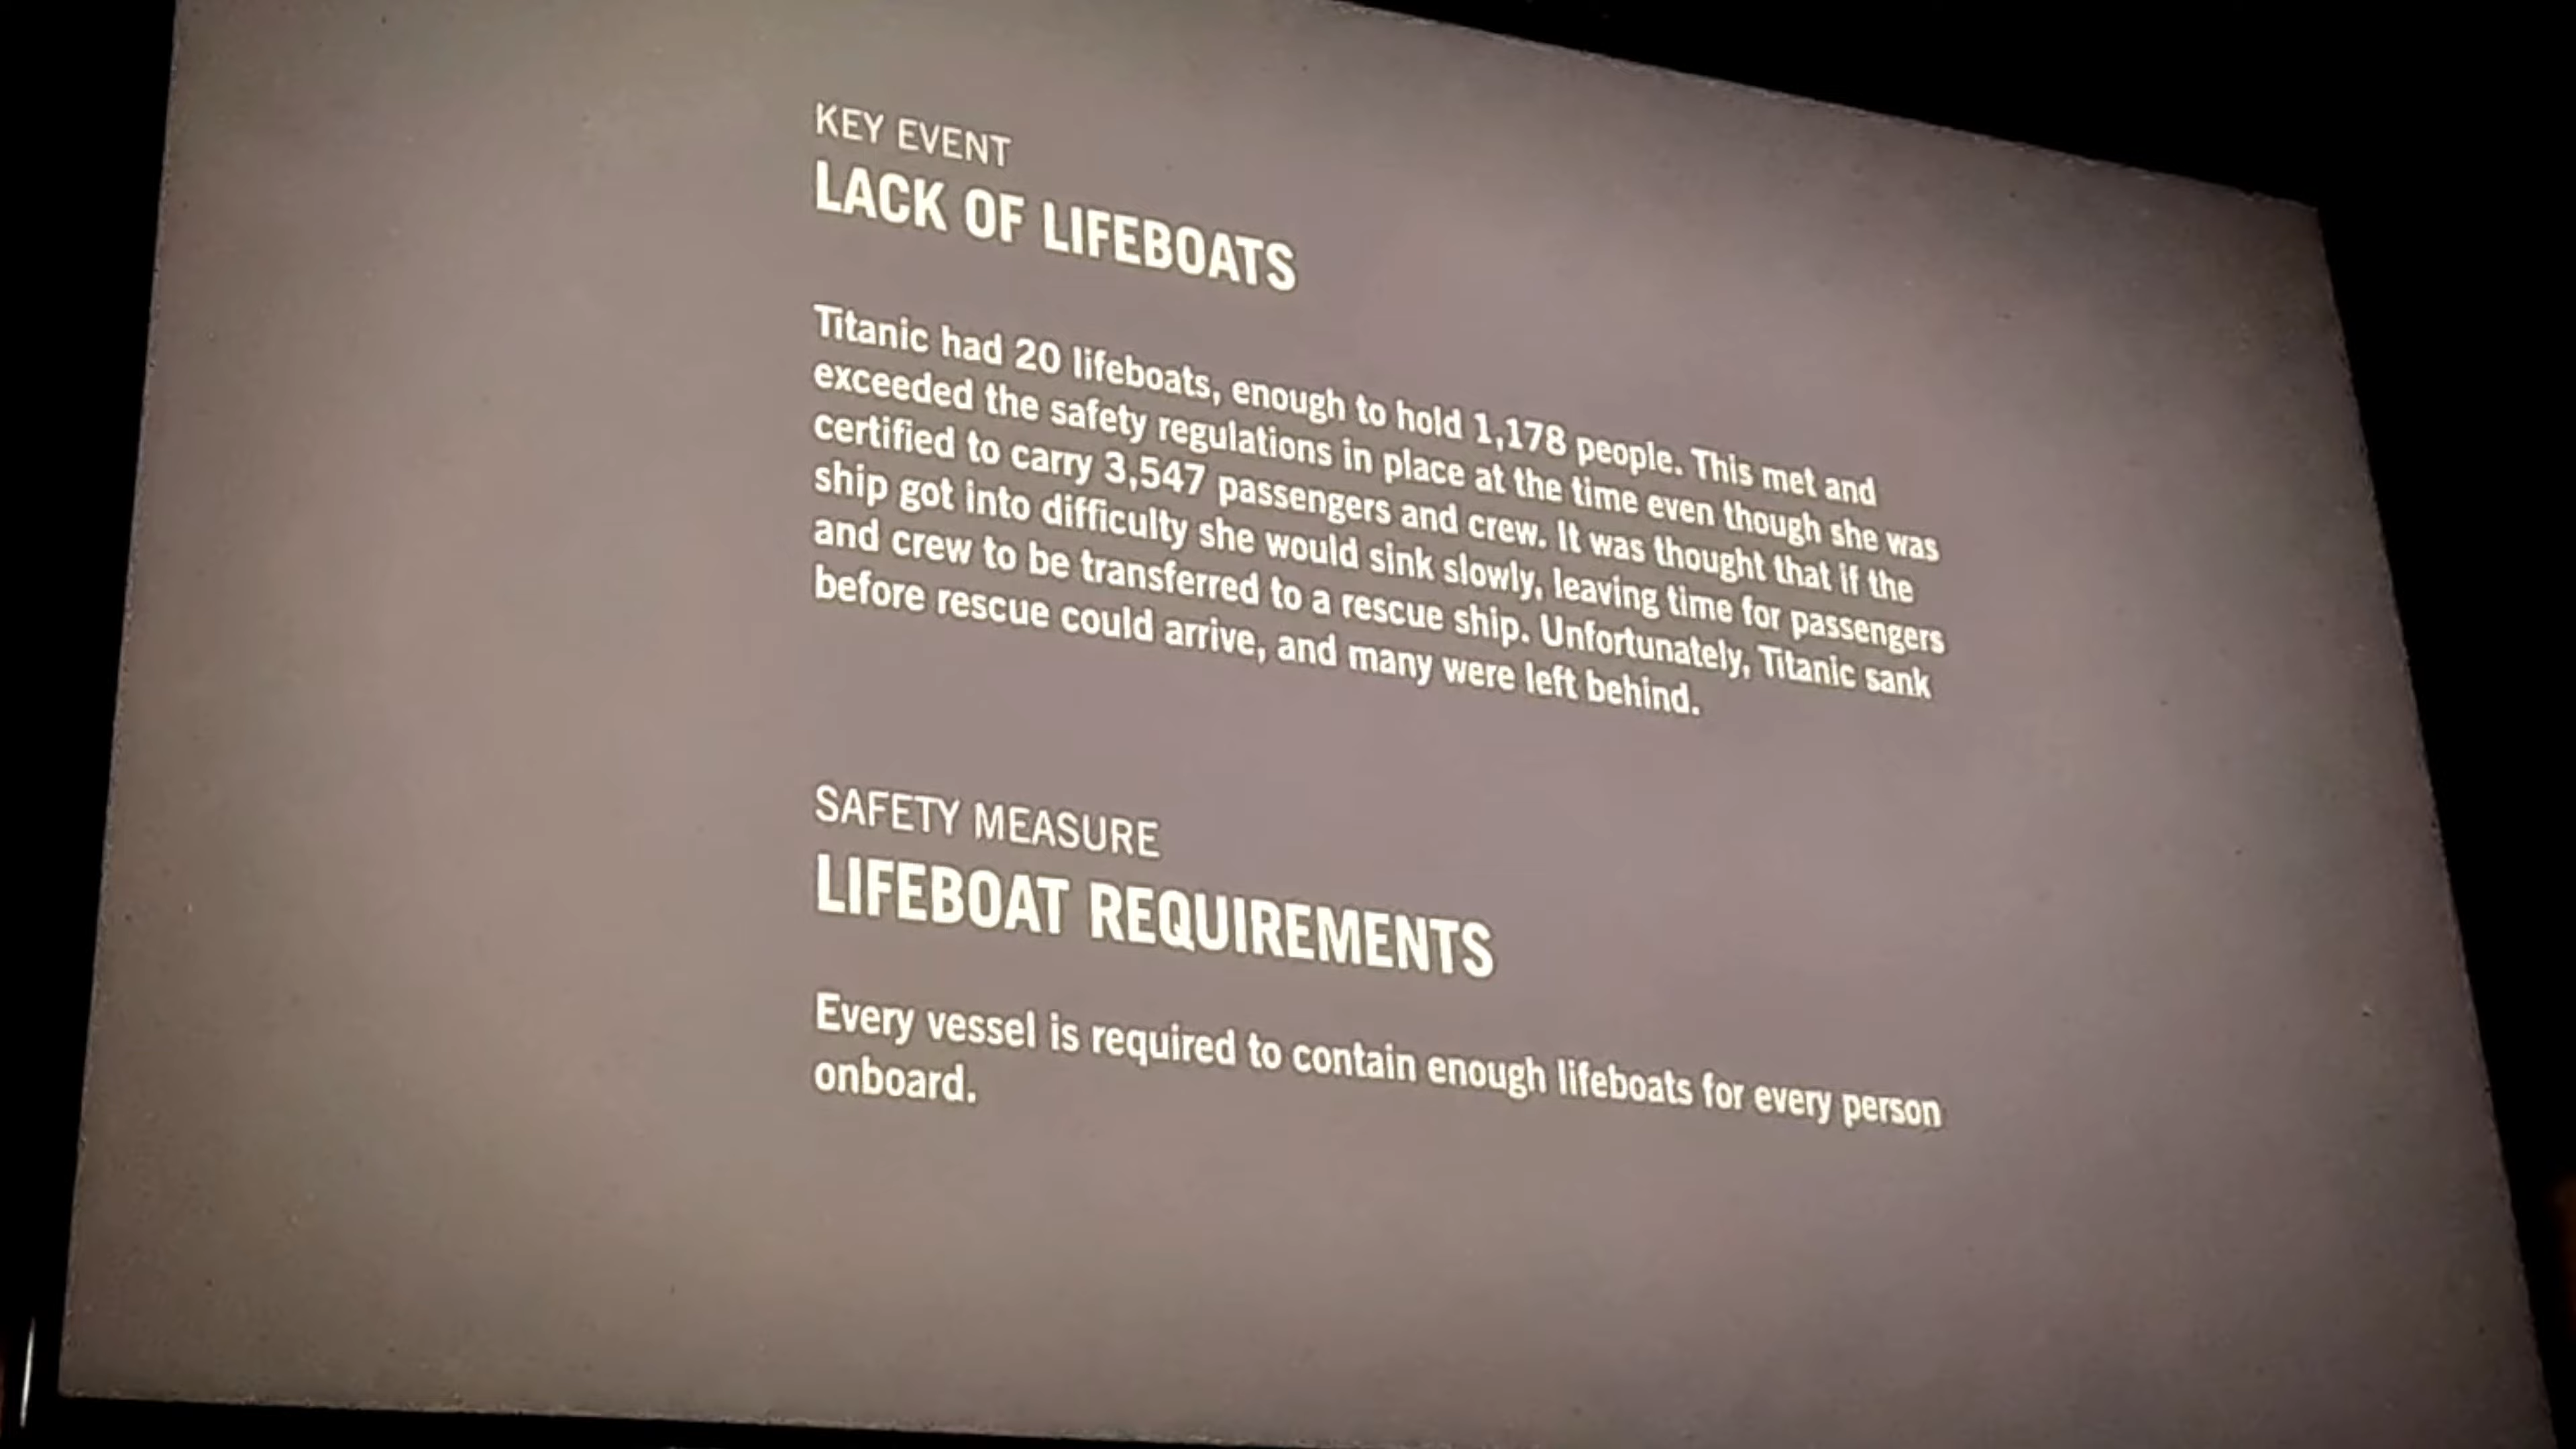 KEY EVENT
LACK OF LIFEBOATS
Titanic had 20 lifeboats, enough to hold 1,178 people. This met and
exceeded the safety regulations in place at the time even though she was
certified to carry 3,547 passengers and crew. It was thought that if the
ship got into difficulty she would sink slowly, leaving time for passengers
and crew to be transferred to a rescue ship. Unfortunately, Titanic sank
before rescue could arrive, and many were left behind.
SAFETY MEASURE
LIFEBOAT REQUIREMENTS
Every vessel is required to contain enough lifeboats for every person
onboard.